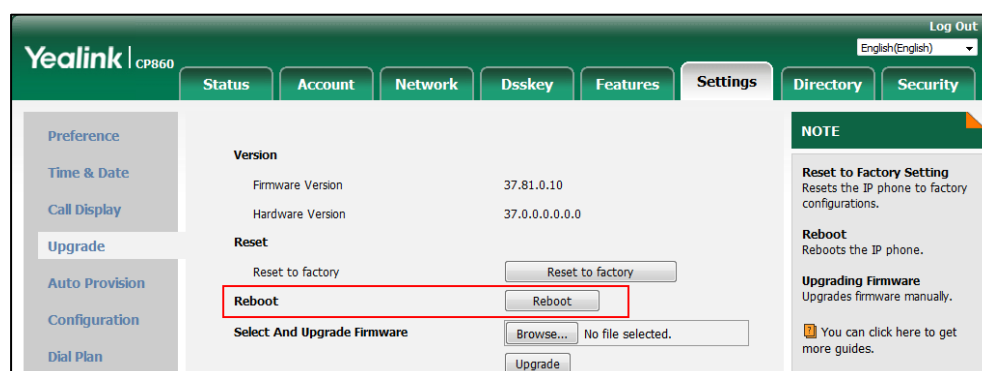 Log Out
Yealink | CP860
English(English)
Status Account Network Dsskey Features Settings Directory Security
Preference
Time & Date
Call Display
Upgrade
Auto Provision
Configuration
Dial Plan
Version
Firmware Version 37.81.0.10
Hardware Version 37.0.0.0.0.0.0
Reset
Reset to factory Reset to factory
Reboot Reboot
Select And Upgrade Firmware Browse... No file selected.
Upgrade
NOTE
Reset to Factory Setting
Resets the IP phone to factory
configurations.
Reboot
Reboots the IP phone.
Upgrading Firmware
Upgrades firmware manually.
You can click here to get
more guides.